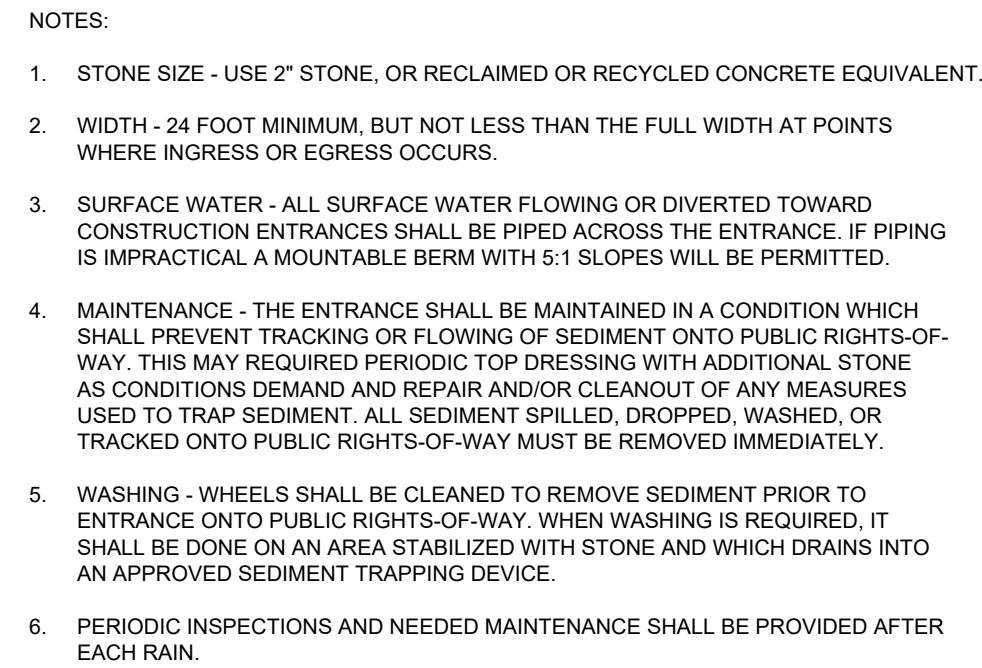 NOTES:
1. STONE SIZE - USE 2" STONE, OR RECLAIMED OR RECYCLED CONCRETE EQUIVALENT.
2. WIDTH - 24 FOOT MINIMUM, BUT NOT LESS THAN THE FULL WIDTH AT POINTS
WHERE INGRESS OR EGRESS OCCURS.
3. SURFACE WATER - ALL SURFACE WATER FLOWING OR DIVERTED TOWARD
CONSTRUCTION ENTRANCES SHALL BE PIPED ACROSS THE ENTRANCE. IF PIPING
IS IMPRACTICAL A MOUNTABLE BERM WITH 5:1 SLOPES WILL BE PERMITTED.
4. MAINTENANCE - THE ENTRANCE SHALL BE MAINTAINED IN A CONDITION WHICH
SHALL PREVENT TRACKING OR FLOWING OF SEDIMENT ONTO PUBLIC RIGHTS-OF-
WAY. THIS MAY REQUIRED PERIODIC TOP DRESSING WITH ADDITIONAL STONE
AS CONDITIONS DEMAND AND REPAIR AND/OR CLEANOUT OF ANY MEASURES
USED TO TRAP SEDIMENT. ALL SEDIMENT SPILLED, DROPPED, WASHED, OR
TRACKED ONTO PUBLIC RIGHTS-OF-WAY MUST BE REMOVED IMMEDIATELY.
5. WASHING - WHEELS SHALL BE CLEANED TO REMOVE SEDIMENT PRIOR TO
ENTRANCE ONTO PUBLIC RIGHTS-OF-WAY. WHEN WASHING IS REQUIRED, IT
SHALL BE DONE ON AN AREA STABILIZED WITH STONE AND WHICH DRAINS INTO
AN APPROVED SEDIMENT TRAPPING DEVICE.
6. PERIODIC INSPECTIONS AND NEEDED MAINTENANCE SHALL BE PROVIDED AFTER
EACH RAIN.